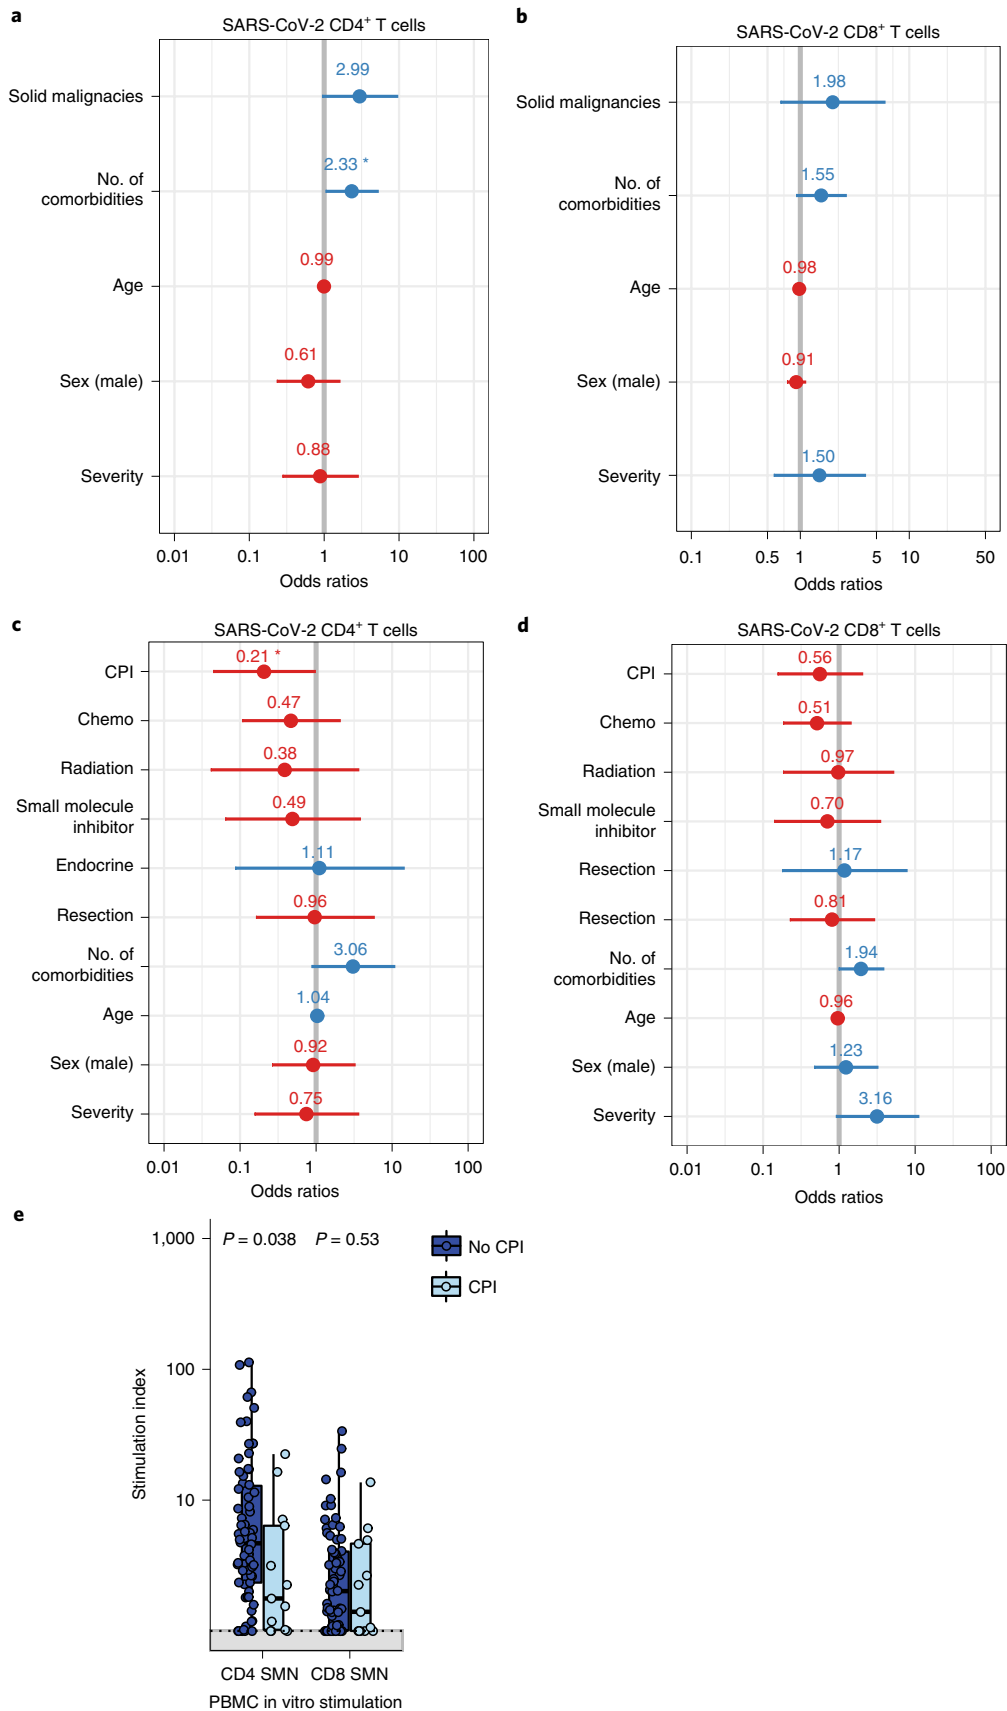 a
SARS-CoV-2 CD4+ T cells
Solid malignacies
2.99
No. of
comorbidities
2.33 *
Age
0.99
Sex (male)
0.61
Severity
0.88
0.01 0.1 1 10 100
Odds ratios
b
SARS-CoV-2 CD8+ T cells
Solid malignancies
1.98
No. of
comorbidities
1.55
Age
0.98
Sex (male)
0.91
Severity
1.50
0.1 0.5 1 5 10 50
Odds ratios
c
SARS-CoV-2 CD4+ T cells
CPI
0.21 *
Chemo
0.47
Radiation
0.38
Small molecule
inhibitor
0.49
Endocrine
1.11
Resection
0.96
No. of
comorbidities
3.06
Age
1.04
Sex (male)
0.92
Severity
0.75
0.01 0.1 1 10 100
Odds ratios
d
SARS-CoV-2 CD8+ T cells
CPI
0.56
Chemo
0.51
Radiation
0.97
Small molecule
inhibitor
0.70
Resection
1.17
Resection
0.81
No. of
comorbidities
1.94
Age
0.96
Sex (male)
1.23
Severity
3.16
0.01 0.1 1 10 100
Odds ratios
e
1,000
100
10
Stimulation index
P = 0.038 P = 0.53
No CPI
CPI
CD4 SMN CD8 SMN
PBMC in vitro stimulation